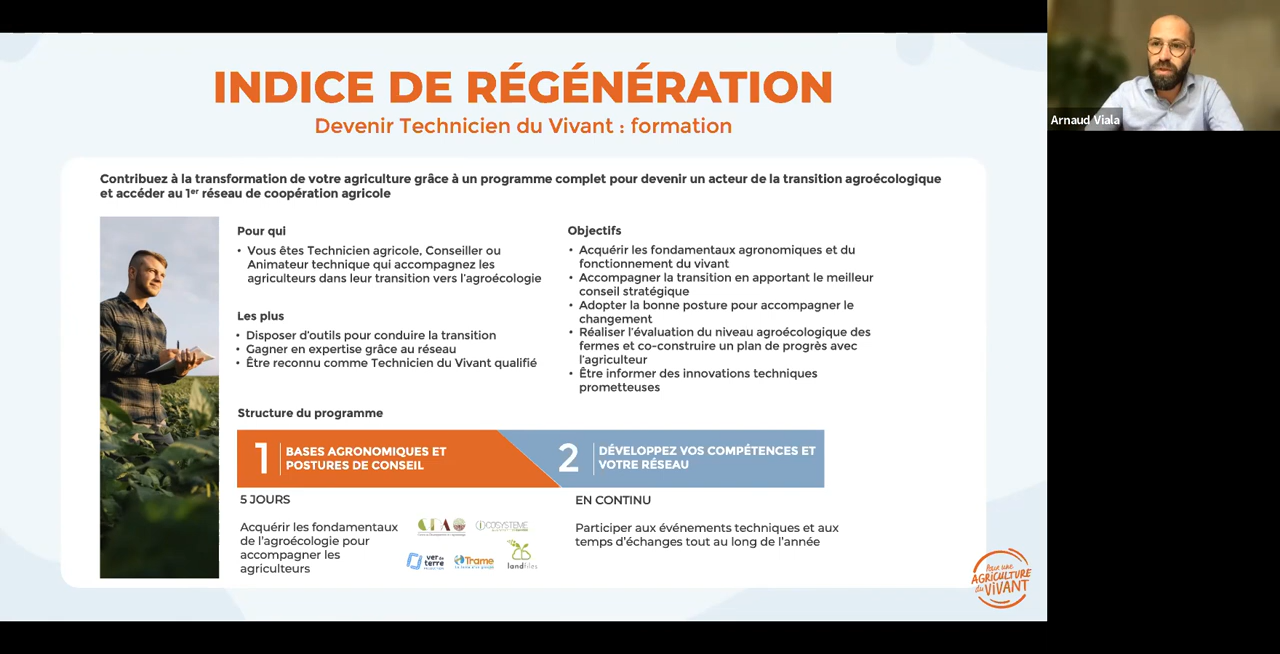 INDICE DE RÉGÉNÉRATION
Devenir Technicien du Vivant : formation
Arnaud Viala
Contribuez à la transformation de votre agriculture grâce à un programme complet pour devenir un acteur de la transition agroécologique
et accéder au 1er réseau de coopération agricole
Pour qui
• Vous êtes Technicien agricole, Conseiller ou
Animateur technique qui accompagnez les
agriculteurs dans leur transition vers l'agroécologie
Les plus
• Disposer d'outils pour conduire la transition
• Gagner en expertise grâce au réseau
• Être reconnu comme Technicien du Vivant qualifié
Objectifs
• Acquérir les fondamentaux agronomiques et du
fonctionnement du vivant
• Accompagner la transition en apportant le meilleur
conseil stratégique
• Adopter la bonne posture pour accompagner le
changement
• Réaliser l'évaluation du niveau agroécologique des
fermes et co-construire un plan de progrès avec
l'agriculteur
• Être informer des innovations techniques
prometteuses
Structure du programme
1
BASES AGRONOMIQUES ET
POSTURES DE CONSEIL
2
DÉVELOPPEZ VOS COMPÉTENCES ET
VOTRE RÉSEAU
5 JOURS
Acquérir les fondamentaux
de l'agroécologie pour
accompagner les
agriculteurs
ver de
terre
Trame
landfiles
EN CONTINU
Participer aux événements techniques et aux
temps d'échanges tout au long de l'année
Pour une
AGRICULTURE
du VIVANT